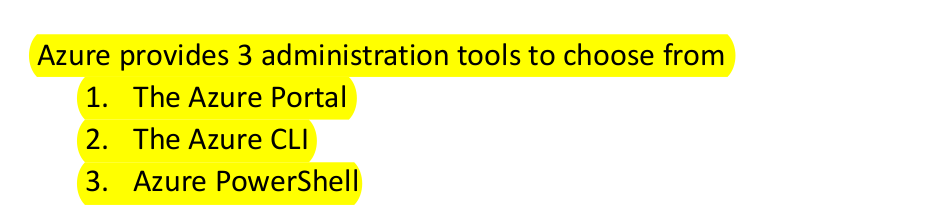 Azure provides 3 administration tools to choose from
1. The Azure Portal
2. The Azure CLI
3. Azure PowerShell